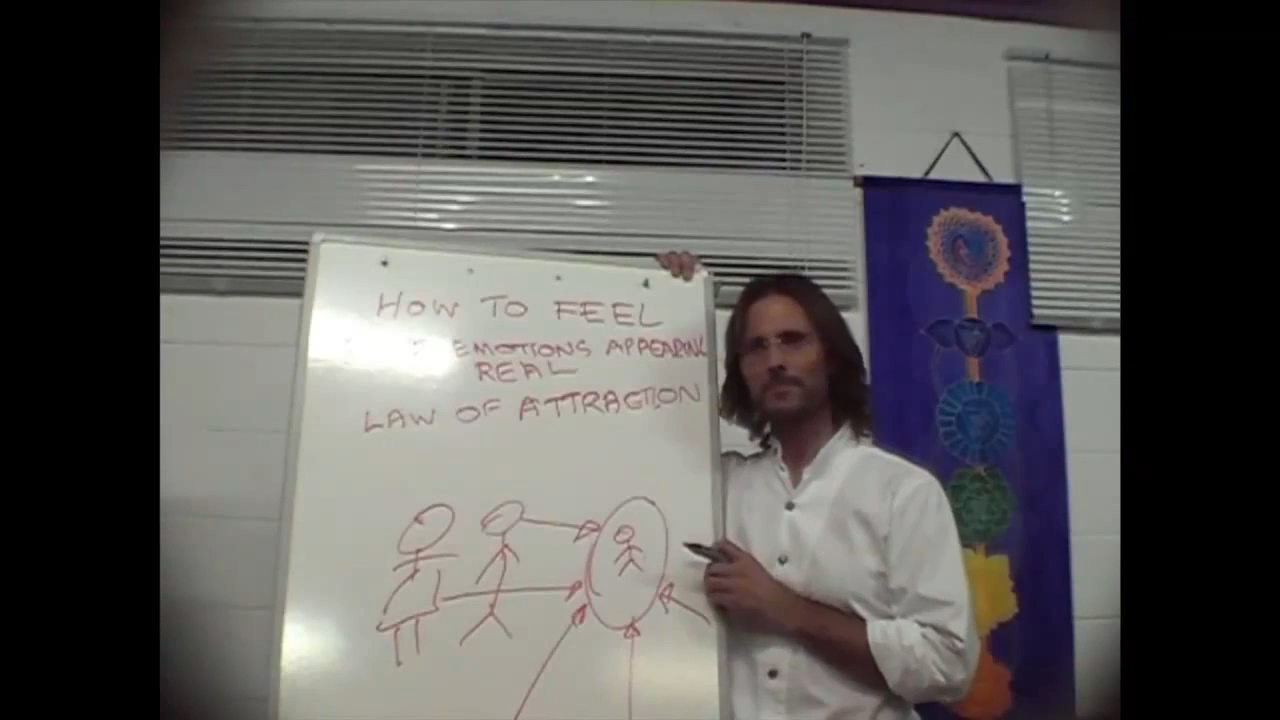 HOW TO FEEL
EMOTIONS APPEARING
REAL
LAW OF ATTRACTION